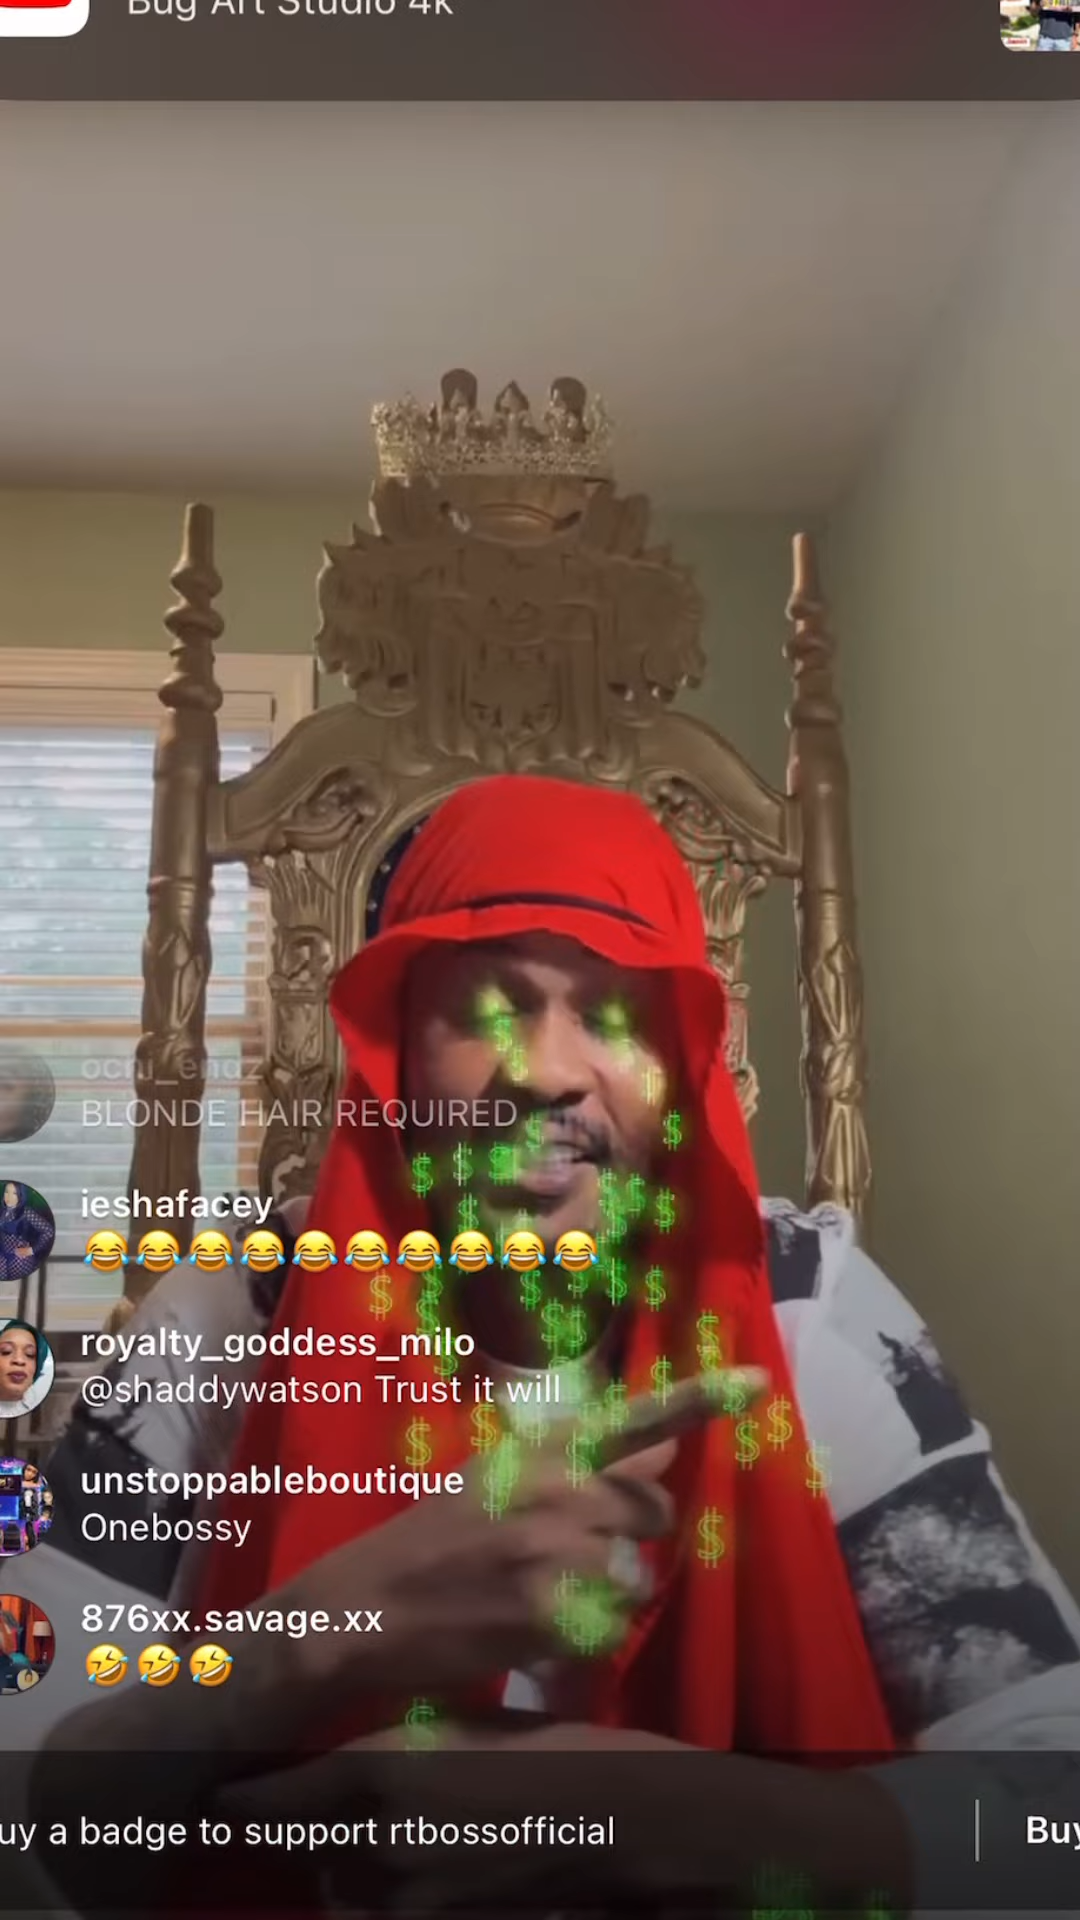 Bug Art Studio 4k
ochi_endz
BLONDE HAIR REQUIRED
ieshafacey
😂😂😂😂😂😂😂😂😂😂
royalty_goddess_milo
@shaddywatson Trust it will
unstoppableboutique
Onebossy
876xx.savage.xx
🤣🤣🤣
uy a badge to support rtbossofficial
Buy